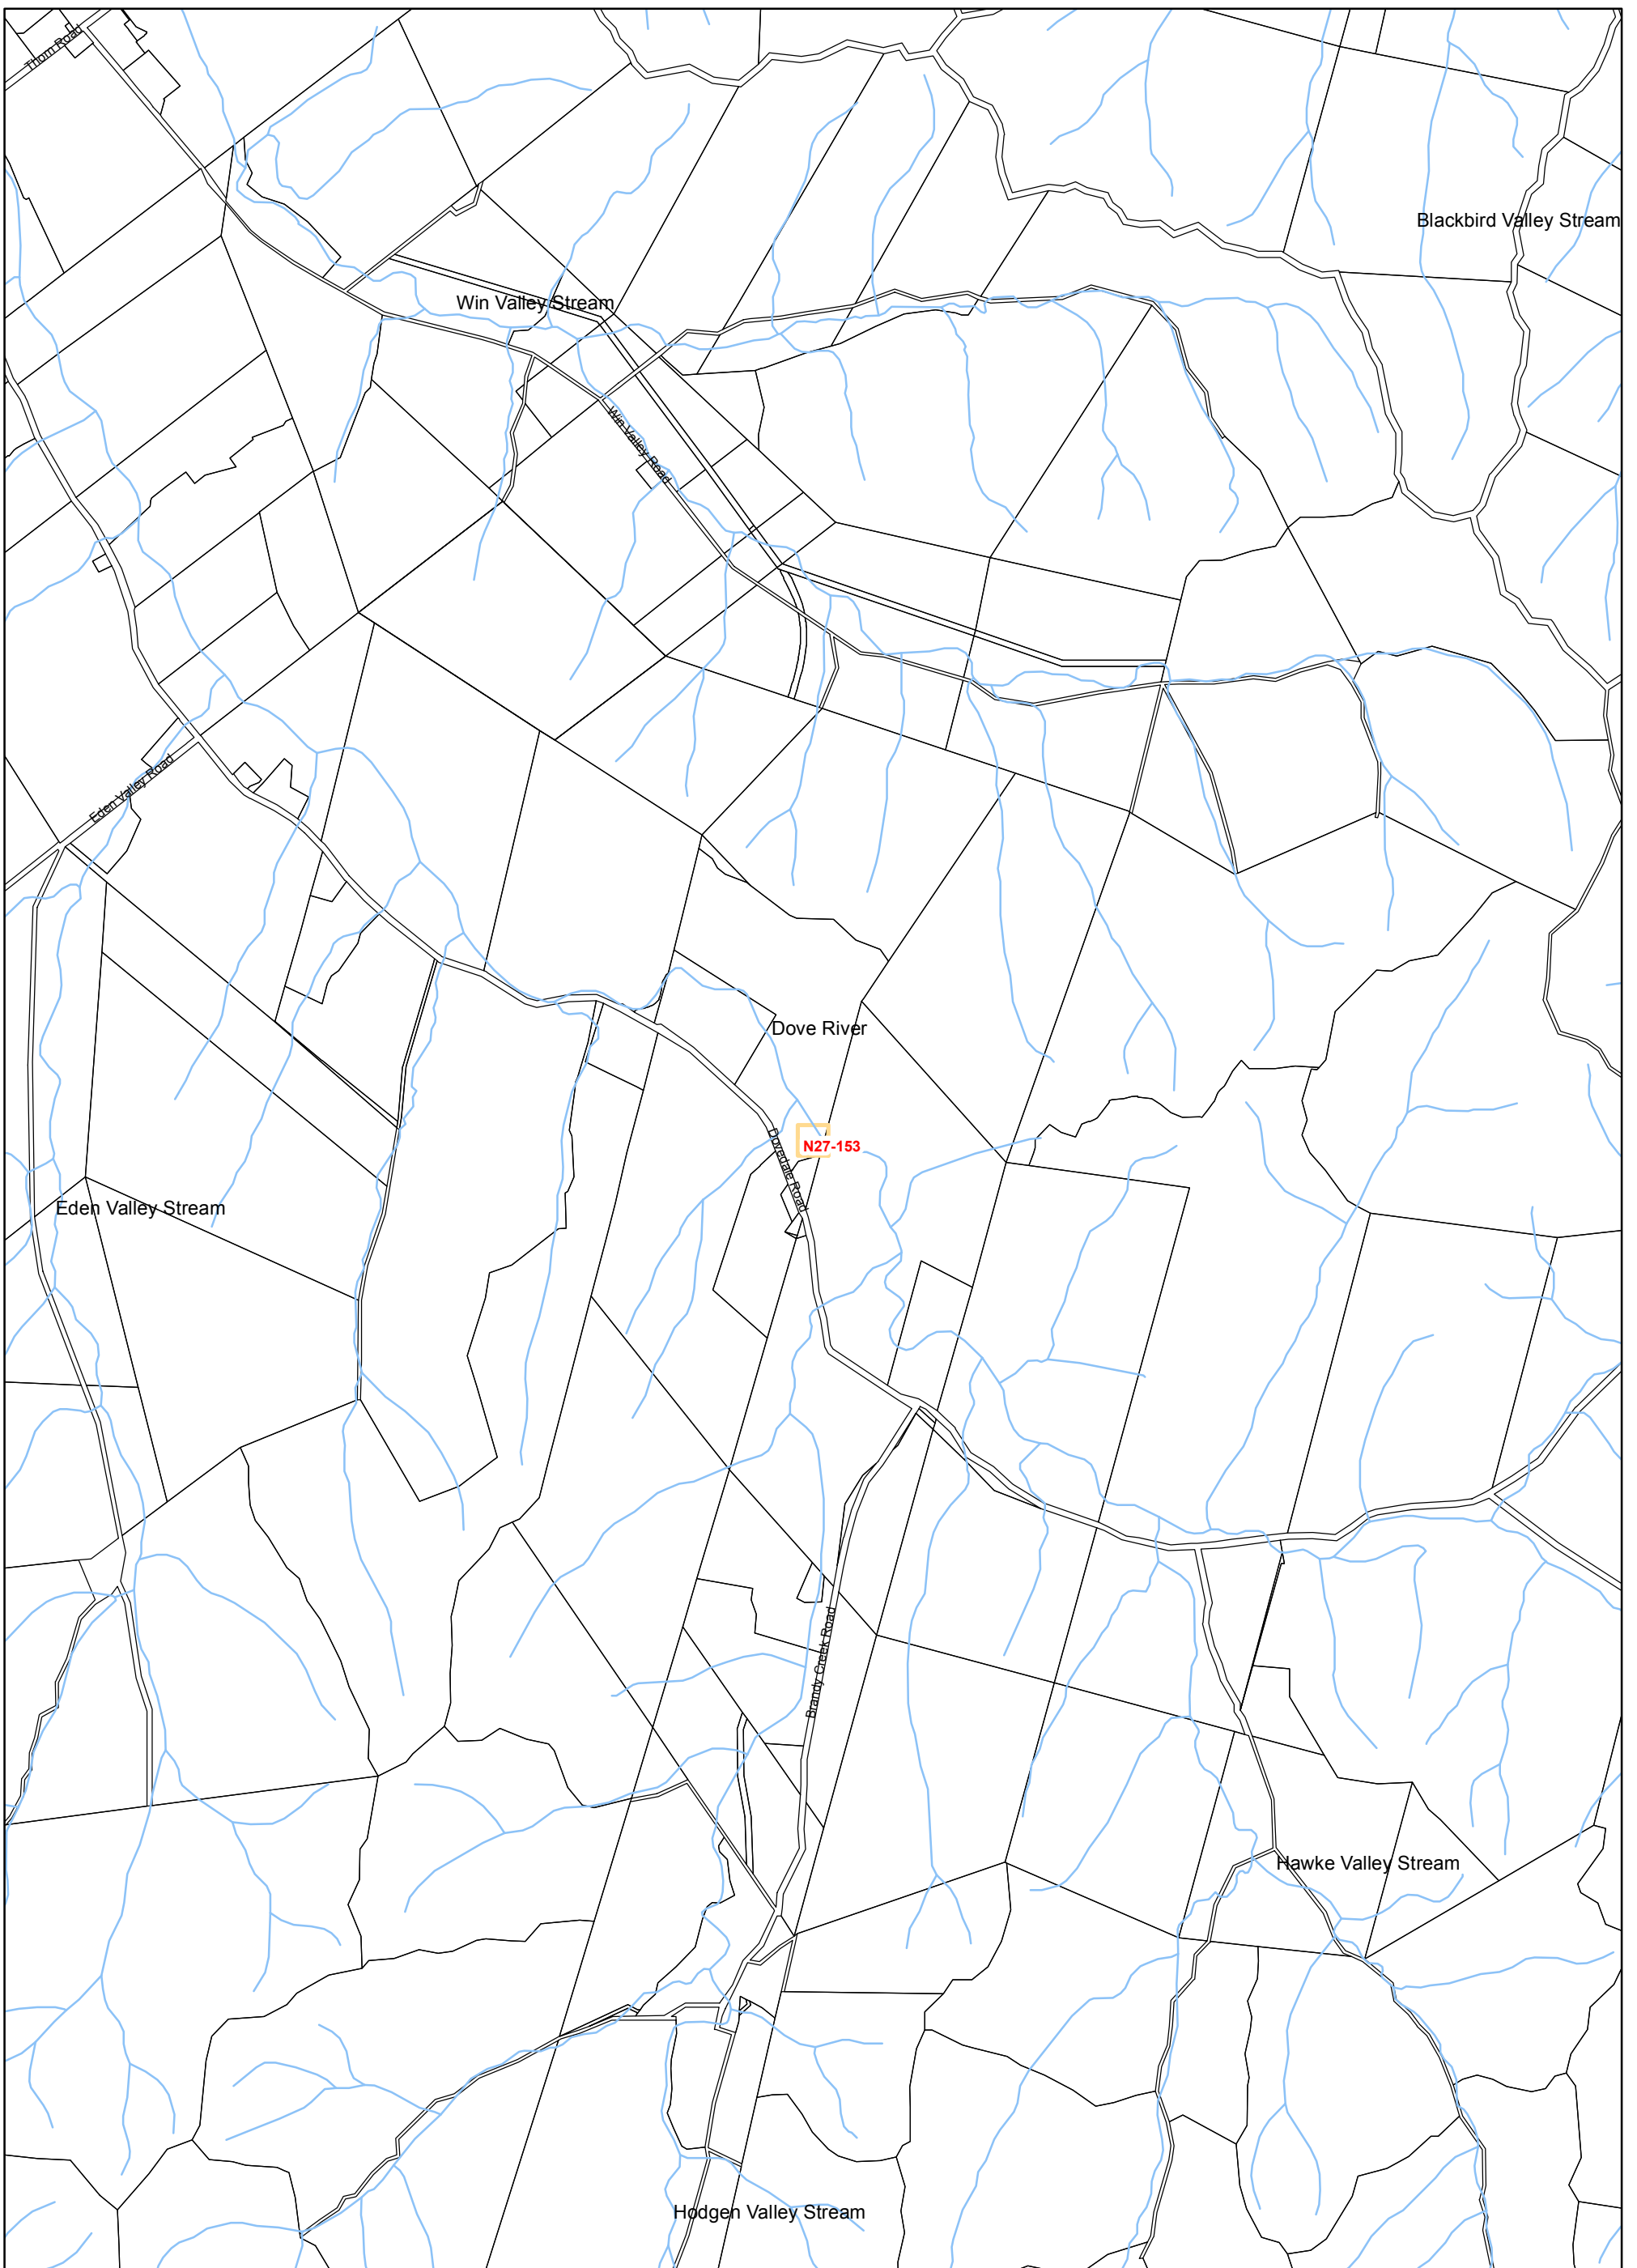 Thorn Road
Blackbird Valley Stream
Win Valley Stream
Win Valley Road
Eden Valley Road
Dove River
N27-153
Dovedale Road
Eden Valley Stream
Brandy Creek Road
Hawke Valley Stream
Hodgen Valley Stream